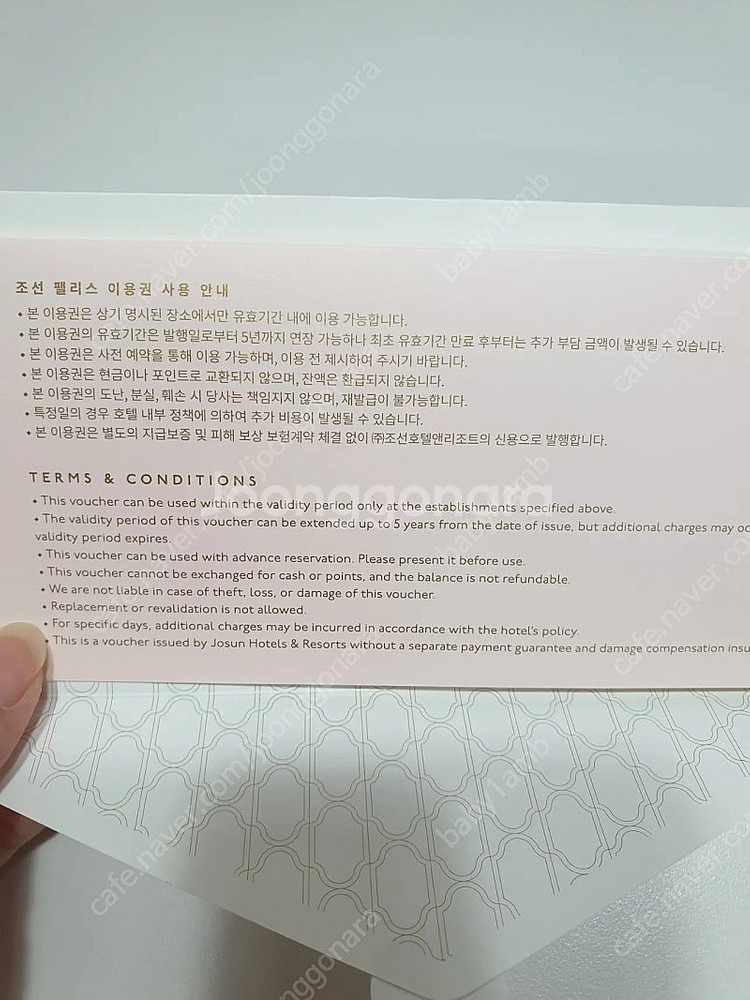 조선 팰리스 이용권 사용 안내
• 본 이용권은 상기 명시된 장소에서만 유효기간 내에 이용 가능합니다.
• 본 이용권의 유효기간은 발행일로부터 5년까지 연장 가능하나 최초 유효기간 만료 후부터는 추가 부담 금액이 발생될 수 있습니다.
• 본 이용권은 사전 예약을 통해 이용 가능하며, 이용 전 제시하여 주시기 바랍니다.
• 본 이용권은 현금이나 포인트로 교환되지 않으며, 잔액은 환급되지 않습니다.
• 본 이용권의 도난, 분실, 훼손 시 당사는 책임지지 않으며, 재발급이 불가능합니다.
• 특정일의 경우 호텔 내부 정책에 의하여 추가 비용이 발생될 수 있습니다.
• 본 이용권은 별도의 지급보증 및 피해 보상 보험계약 체결 없이 ㈜조선호텔앤리조트의 신용으로 발행합니다.
TERMS & CONDITIONS
• This voucher can be used within the validity period only at the establishments specified above.
• The validity period of this voucher can be extended up to 5 years from the date of issue, but additional charges may oc
validity period expires.
• This voucher can be used with advance reservation. Please present it before use.
• This voucher cannot be exchanged for cash or points, and the balance is not refundable.
• We are not liable in case of theft, loss, or damage of this voucher.
• Replacement or revalidation is not allowed.
• For specific days, additional charges may be incurred in accordance with the hotel's policy.
• This is a voucher issued by Josun Hotels & Resorts without a separate payment guarantee and damage compensation insu
joonggonara
cafe.naver.com/joonggonara
baby1amb